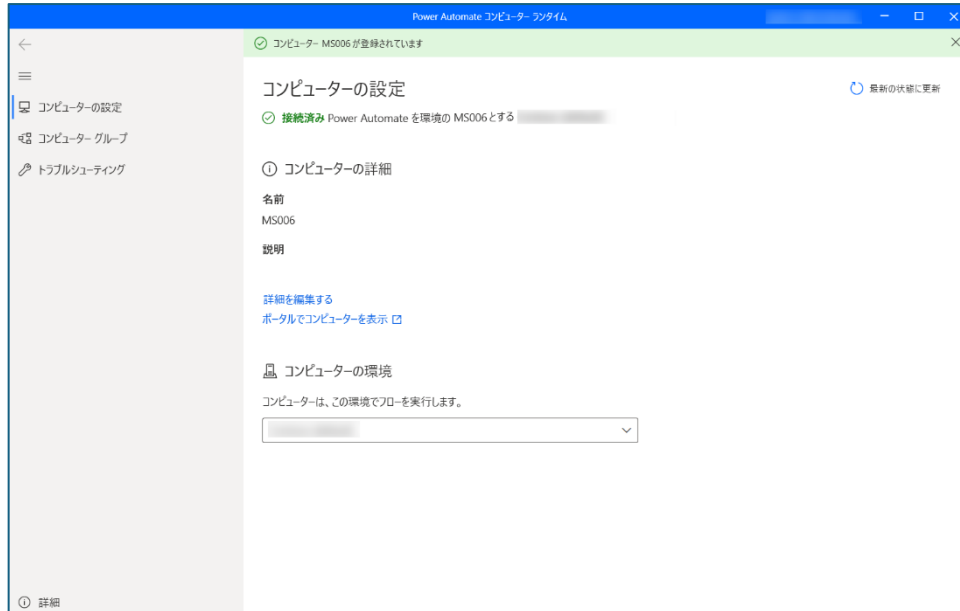 Power Automate コンピューター ランタイム
コンピューター MS006 が登録されています
コンピューターの設定
コンピューター グループ
トラブルシューティング
詳細
コンピューターの設定
最新の状態に更新
接続済み Power Automate を環境の MS006とする
コンピューターの詳細
名前
MS006
説明
詳細を編集する
ポータルでコンピューターを表示
コンピューターの環境
コンピューターは、この環境でフローを実行します。